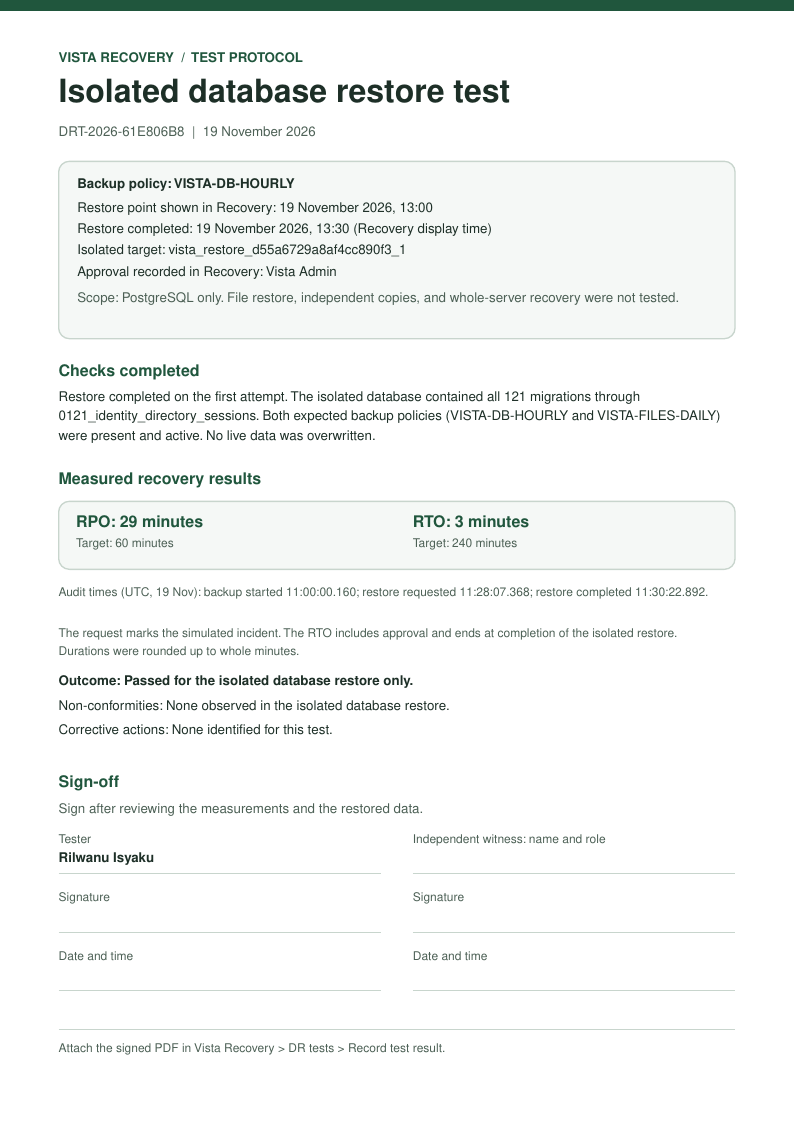 VISTA RECOVERY / TEST PROTOCOL
Isolated database restore test
DRT-2026-61E806B8 | 19 November 2026
Backup policy: VISTA-DB-HOURLY
Restore point shown in Recovery: 19 November 2026, 13:00
Restore completed: 19 November 2026, 13:30 (Recovery display time)
Isolated target: vista_restore_d55a6729a8af4cc890f3_1
Approval recorded in Recovery: Vista Admin
Scope: PostgreSQL only. File restore, independent copies, and whole-server recovery were not tested.
Checks completed
Restore completed on the first attempt. The isolated database contained all 121 migrations through
0121_identity_directory_sessions. Both expected backup policies (VISTA-DB-HOURLY and VISTA-FILES-DAILY)
were present and active. No live data was overwritten.
Measured recovery results
RPO: 29 minutes
Target: 60 minutes
RTO: 3 minutes
Target: 240 minutes
Audit times (UTC, 19 Nov): backup started 11:00:00.160; restore requested 11:28:07.368; restore completed 11:30:22.892.
The request marks the simulated incident. The RTO includes approval and ends at completion of the isolated restore.
Durations were rounded up to whole minutes.
Outcome: Passed for the isolated database restore only.
Non-conformities: None observed in the isolated database restore.
Corrective actions: None identified for this test.
Sign-off
Sign after reviewing the measurements and the restored data.
Tester
Rilwanu Isyaku
Independent witness: name and role
Signature
Signature
Date and time
Date and time
Attach the signed PDF in Vista Recovery > DR tests > Record test result.